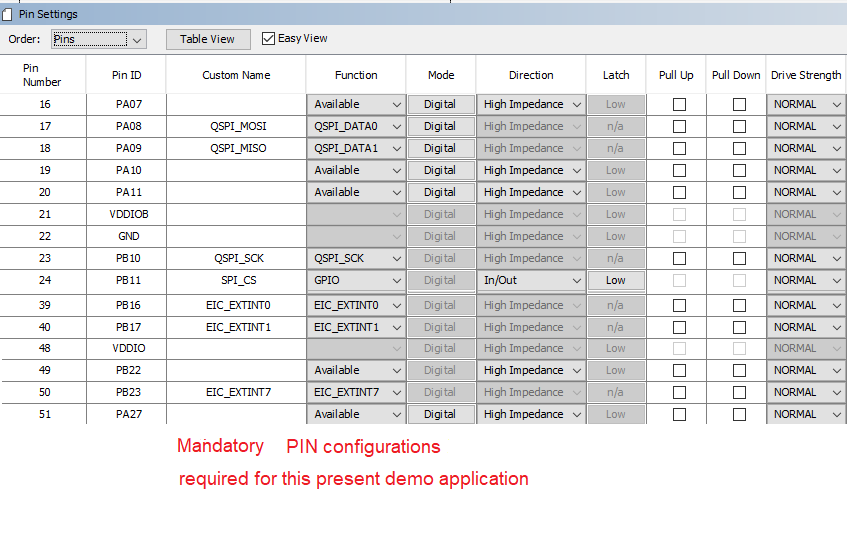 Pin Settings
Order: Pins Table View Easy View
Pin Number Pin ID Custom Name Function Mode Direction Latch Pull Up Pull Down Drive Strength
16 PA07 Available Digital High Impedance Low NORMAL
17 PA08 QSPI_MOSI QSPI_DATA0 Digital High Impedance n/a NORMAL
18 PA09 QSPI_MISO QSPI_DATA1 Digital High Impedance n/a NORMAL
19 PA10 Available Digital High Impedance Low NORMAL
20 PA11 Available Digital High Impedance Low NORMAL
21 VDDIOB Digital High Impedance Low NORMAL
22 GND Digital High Impedance Low NORMAL
23 PB10 QSPI_SCK QSPI_SCK Digital High Impedance n/a NORMAL
24 PB11 SPI_CS GPIO Digital In/Out Low NORMAL
39 PB16 EIC_EXTINT0 EIC_EXTINT0 Digital High Impedance n/a NORMAL
40 PB17 EIC_EXTINT1 EIC_EXTINT1 Digital High Impedance n/a NORMAL
48 VDDIO Digital High Impedance Low NORMAL
49 PB22 Available Digital High Impedance Low NORMAL
50 PB23 EIC_EXTINT7 EIC_EXTINT7 Digital High Impedance n/a NORMAL
51 PA27 Available Digital High Impedance Low NORMAL
Mandatory PIN configurations
required for this present demo application